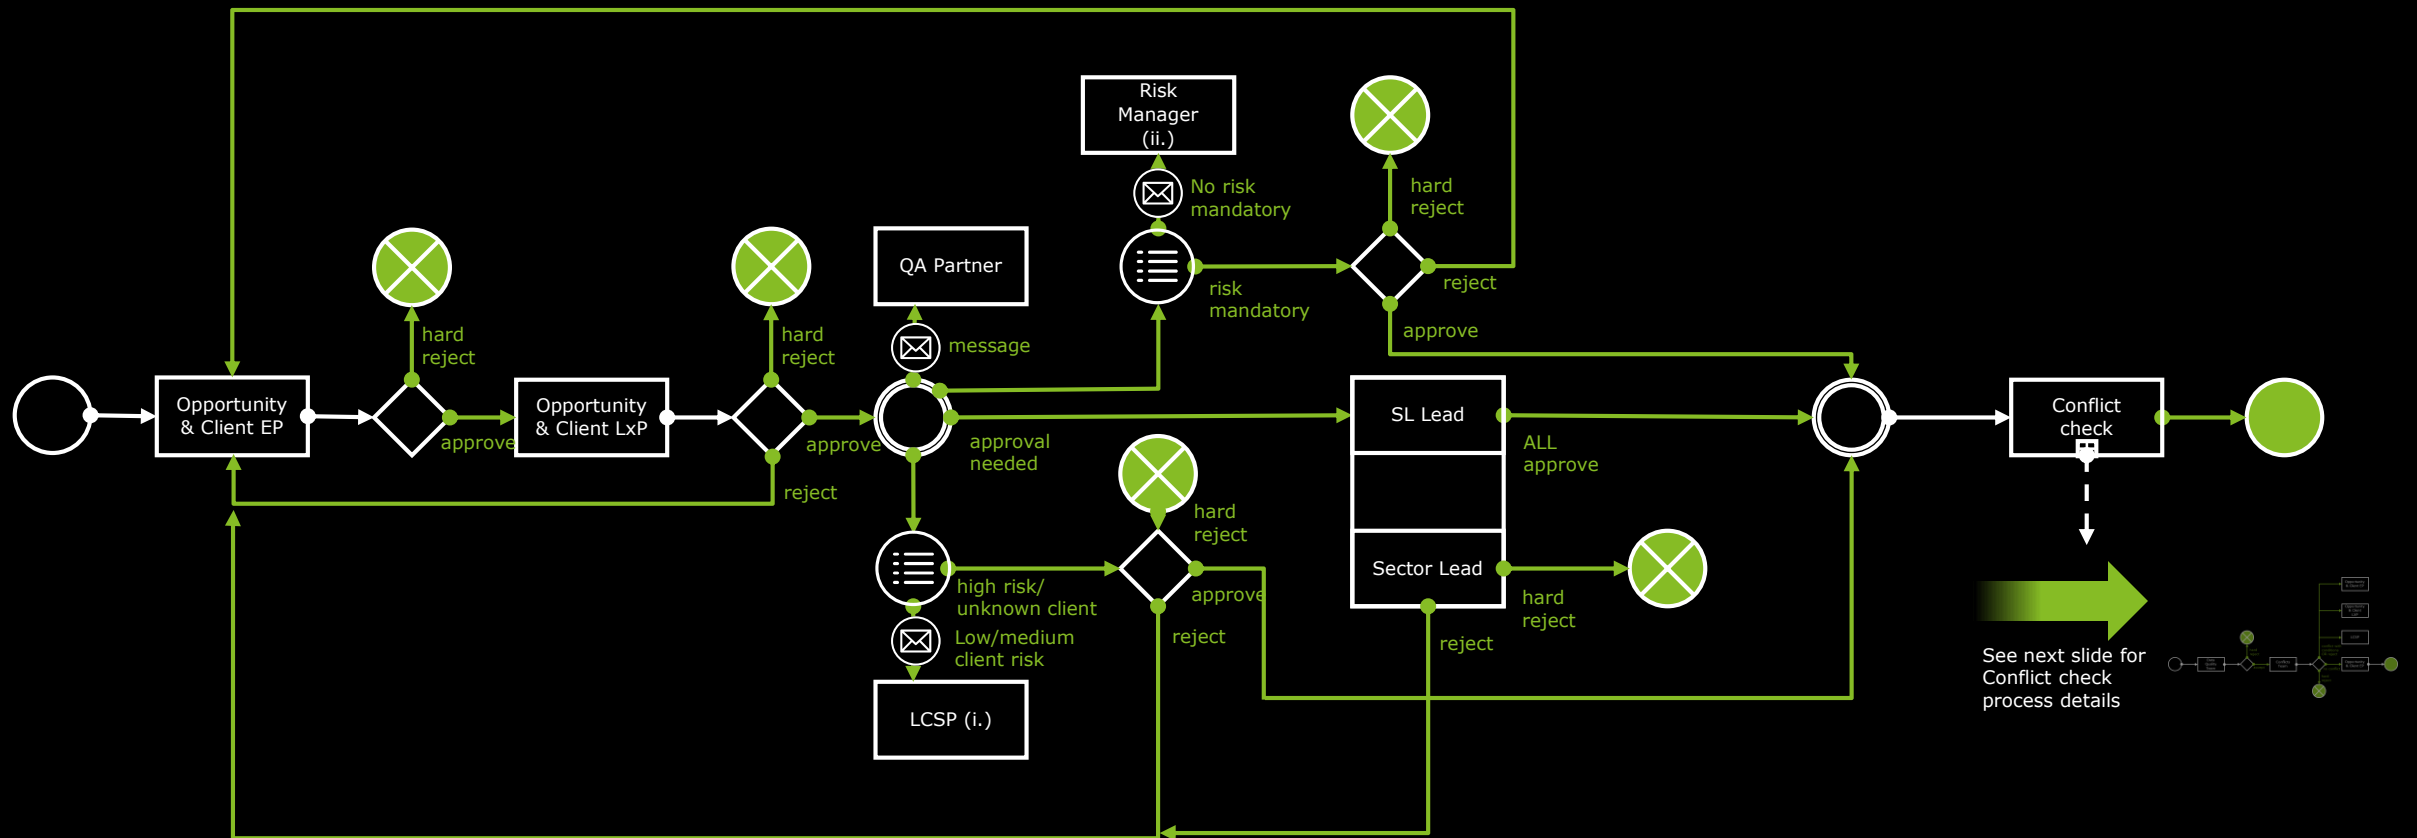 Risk
Manager
(ii.)
No risk
mandatory
hard
reject
QA Partner
risk
mandatory
reject
hard
reject
hard
reject
message
approve
Opportunity
& Client EP
approve
Opportunity
& Client LxP
approve
reject
approval
needed
SL Lead
ALL
approve
Conflict
check
hard
reject
high risk/
unknown client
approve
Sector Lead
hard
reject
Low/medium
client risk
reject
reject
LCSP (i.)
See next slide for
Conflict check
process details